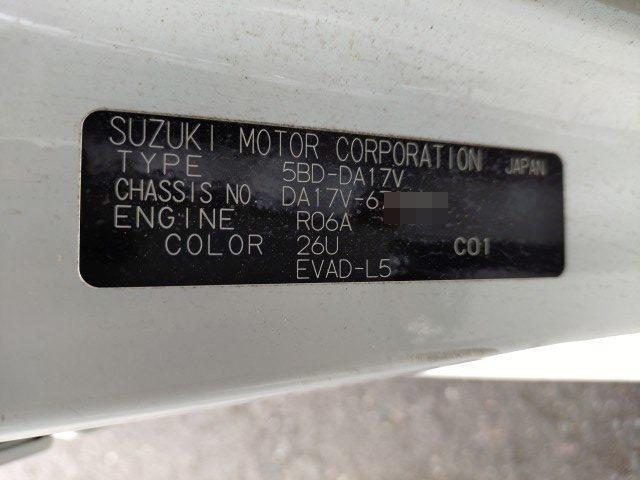 SUZUKI MOTOR CORPORATION JAPAN
TYPE 5BD-DA17V
CHASSIS NO. DA17V-6
ENGINE R06A
COLOR 26U C01
EVAD-L5